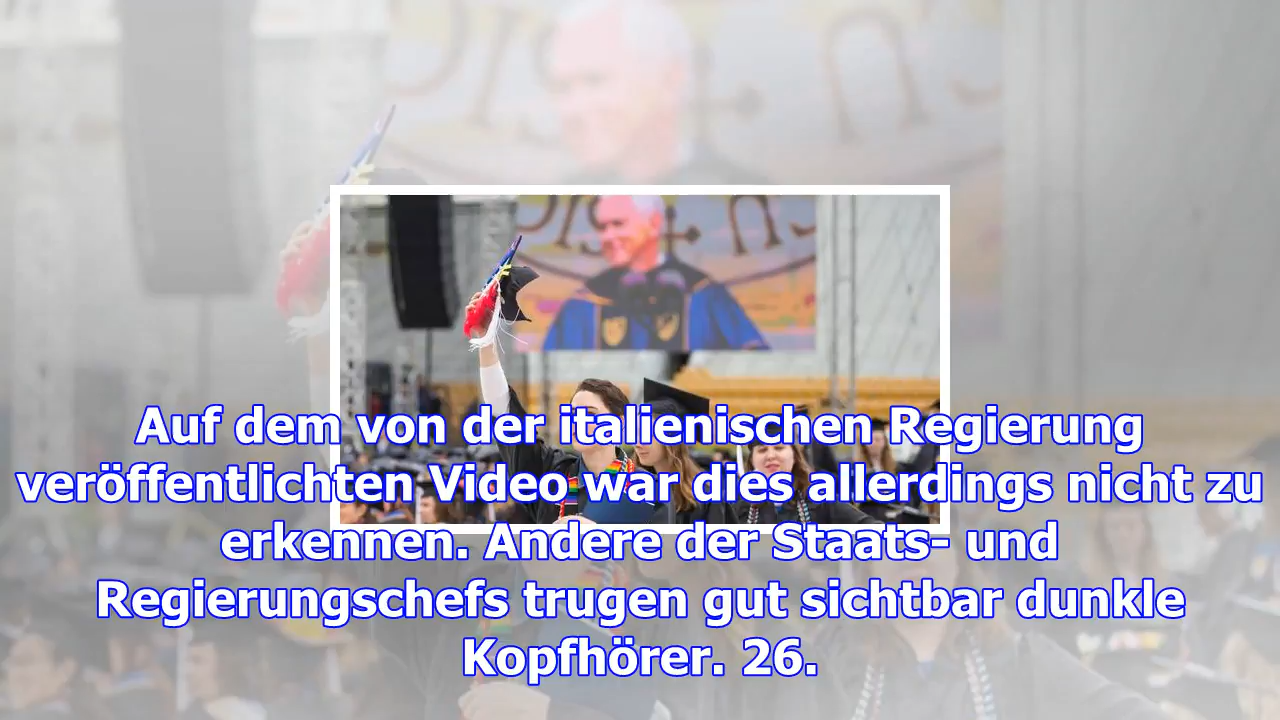 Auf dem von der italienischen Regierung
veröffentlichten Video war dies allerdings nicht zu
erkennen. Andere der Staats- und
Regierungschefs trugen gut sichtbar dunkle
Kopfhörer. 26.